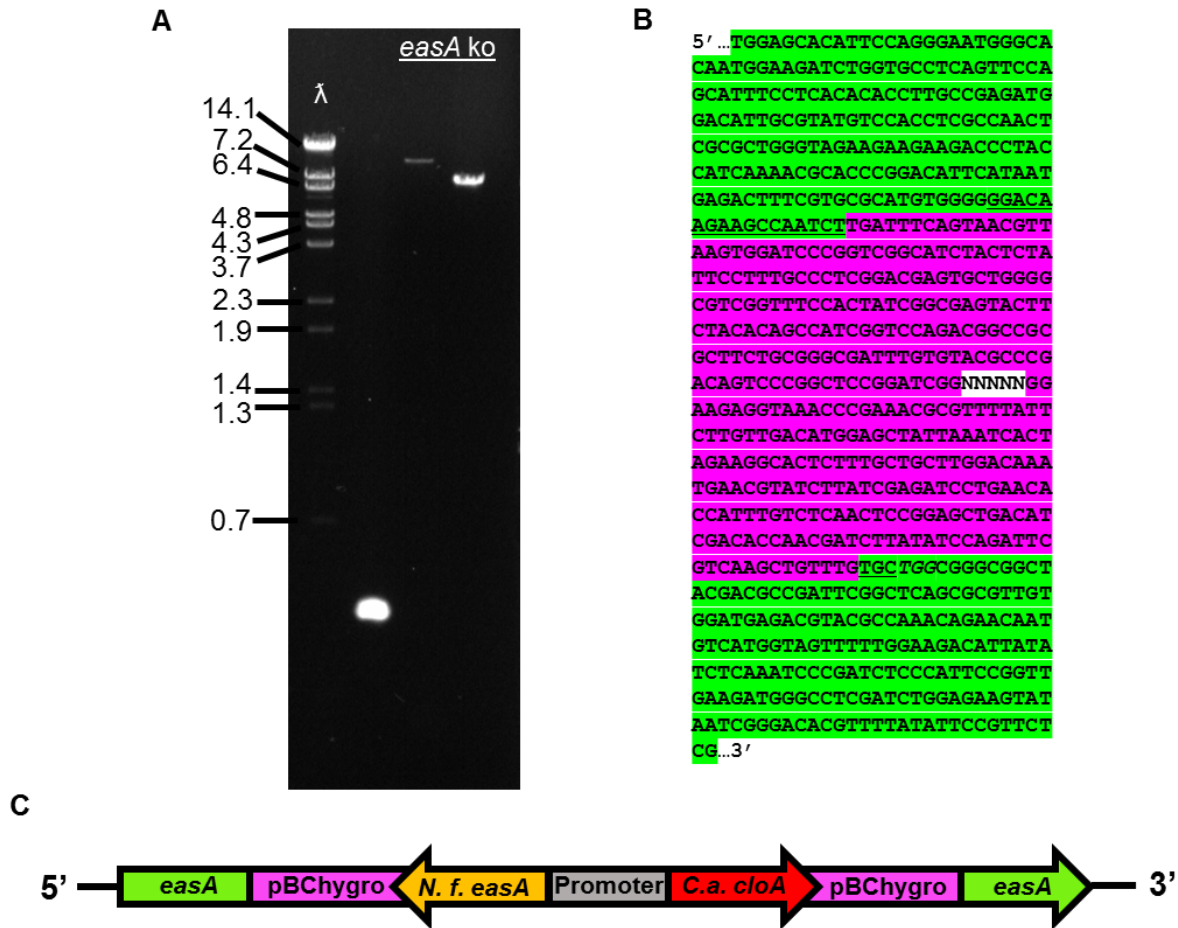 A
easA ko
ƛ
14.1
7.2
6.4
4.8
4.3
3.7
2.3
1.9
1.4
1.3
0.7
B
5’…TGGAGCACATTCCAGGGAATGGGCA
CAATGGAAGATCTGGTGCCTCAGTTCCA
GCATTTCCTCACACACCTTGCCGAGATG
GACATTGCGTATGTCCACCTCGCCAACT
CGCGCTGGGTAGAAGAAGAAGACCCTAC
CATCAAAACGCACCCGGACATTCATAAT
GAGACTTTCGTGCGCATGTGGGGGGACA
AGAAGCCAATCTTGATTTCAGTAACGTT
AAGTGGATCCCGGTCGGCATCTACTCTA
TTCCTTTGCCCTCGGACGAGTGCTGGGG
CGTCGGTTTCCACTATCGGCGAGTACTT
CTACACAGCCATCGGTCCAGACGGCCGC
GCTTCTGCGGGCGATTTGTGTACGCCCG
ACAGTCCCGGCTCCGGATCGGNNNNNGG
AAGAGGTAAACCCGAAACGCGTTTTATT
CTTGTTGACATGGAGCTATTAAATCACT
AGAAGGCACTCTTTGCTGCTTGGACAAA
TGAACGTATCTTATCGAGATCCTGAACA
CCATTTGTCTCAACTCCGGAGCTGACAT
CGACACCAACGATCTTATATCCAGATTC
GTCAAGCTGTTTGTGCTGGCGGGCGGCT
ACGACGCCGATTCGGCTCAGCGCGTTGT
GGATGAGACGTACGCCAAACAGAACAAT
GTCATGGTAGTTTTTGGAAGACATTATA
TCTCAAATCCCGATCTCCCATTCCGGTT
GAAGATGGGCCTCGATCTGGAGAAGTAT
AATCGGGACACGTTTTATATTCCGTTCT
CG…3’
C
5’ easA pBChygro N. f. easA Promoter C.a. cloA pBChygro easA 3’